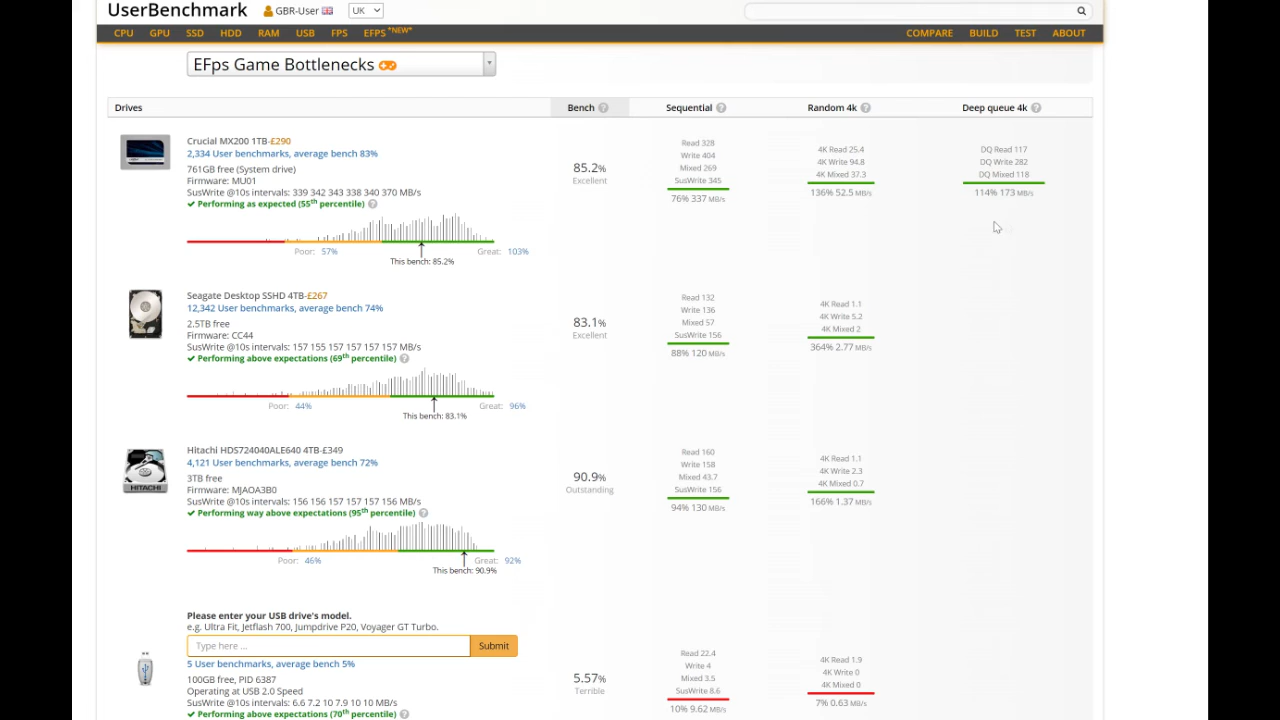 UserBenchmark GBR-User UK
CPU GPU SSD HDD RAM USB FPS EFPS *NEW* COMPARE BUILD TEST ABOUT
EFps Game Bottlenecks
Drives Bench ? Sequential ? Random 4k ? Deep queue 4k ?
Crucial MX200 1TB-£290
2,334 User benchmarks, average bench 83%
761GB free (System drive)
Firmware: MU01
SusWrite @10s intervals: 339 342 343 338 340 370 MB/s
✔ Performing as expected (55th percentile) ?
Poor: 57% Great: 103%
This bench: 85.2%
85.2%
Excellent
Read 328
Write 404
Mixed 269
SusWrite 345
76% 337 MB/s
4K Read 25.4
4K Write 94.8
4K Mixed 37.3
136% 52.5 MB/s
DQ Read 117
DQ Write 282
DQ Mixed 118
114% 173 MB/s
Seagate Desktop SSHD 4TB-£267
12,342 User benchmarks, average bench 74%
2.5TB free
Firmware: CC44
SusWrite @10s intervals: 157 155 157 157 157 157 MB/s
✔ Performing above expectations (69th percentile) ?
Poor: 44% Great: 96%
This bench: 83.1%
83.1%
Excellent
Read 132
Write 136
Mixed 57
SusWrite 156
88% 120 MB/s
4K Read 1.1
4K Write 5.2
4K Mixed 2
364% 2.77 MB/s
HITACHI
Hitachi HDS724040ALE640 4TB-£349
4,121 User benchmarks, average bench 72%
3TB free
Firmware: MJAOA3B0
SusWrite @10s intervals: 156 156 157 157 157 156 MB/s
✔ Performing way above expectations (95th percentile) ?
Poor: 46% Great: 92%
This bench: 90.9%
90.9%
Outstanding
Read 160
Write 158
Mixed 43.7
SusWrite 156
94% 130 MB/s
4K Read 1.1
4K Write 2.3
4K Mixed 0.7
166% 1.37 MB/s
Please enter your USB drive's model.
e.g. Ultra Fit, Jetflash 700, Jumpdrive P20, Voyager GT Turbo.
Type here ... Submit
5 User benchmarks, average bench 5%
100GB free, PID 6387
Operating at USB 2.0 Speed
SusWrite @10s intervals: 6.6 7.2 10 7.9 10 10 MB/s
✔ Performing above expectations (70th percentile) ?
5.57%
Terrible
Read 22.4
Write 4
Mixed 3.5
SusWrite 8.6
10% 9.62 MB/s
4K Read 1.9
4K Write 0
4K Mixed 0
7% 0.63 MB/s